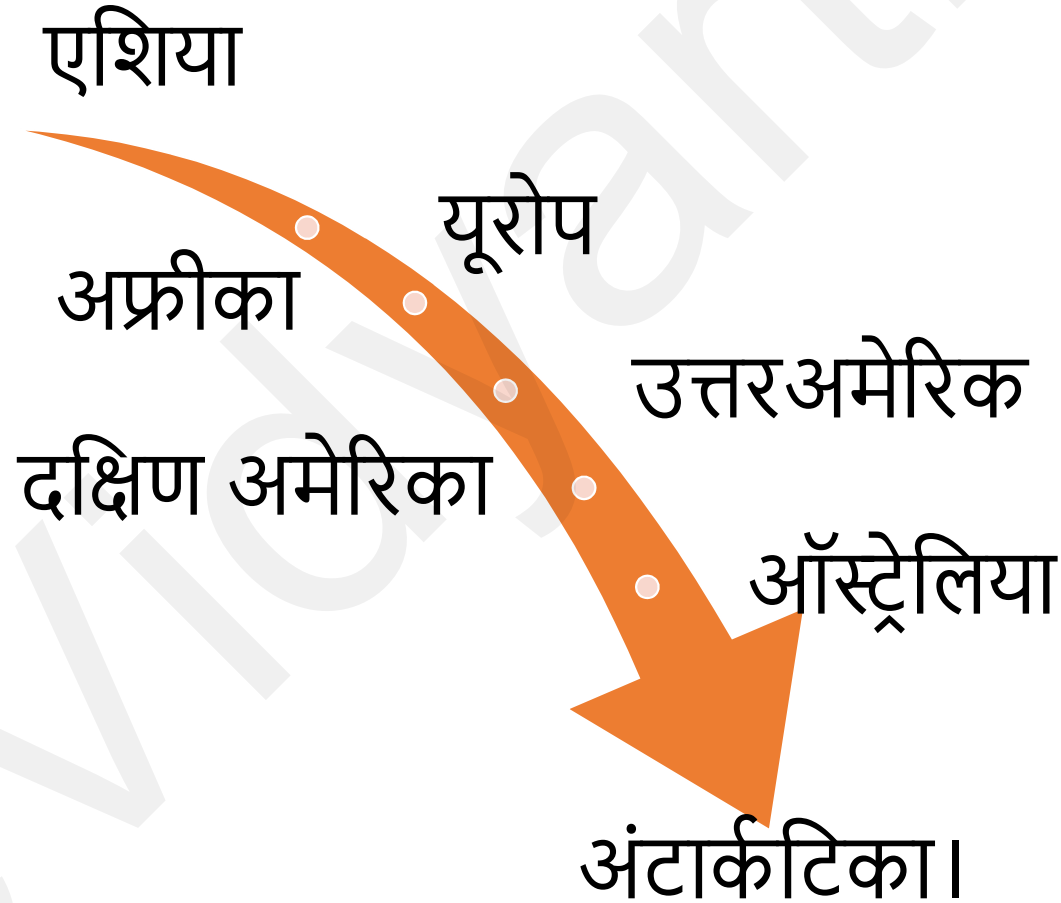 एशिया
यूरोप
अफ्रीका
उत्तरअमेरिक
दक्षिण अमेरिका
ऑस्ट्रेलिया
अंटार्कटिका।